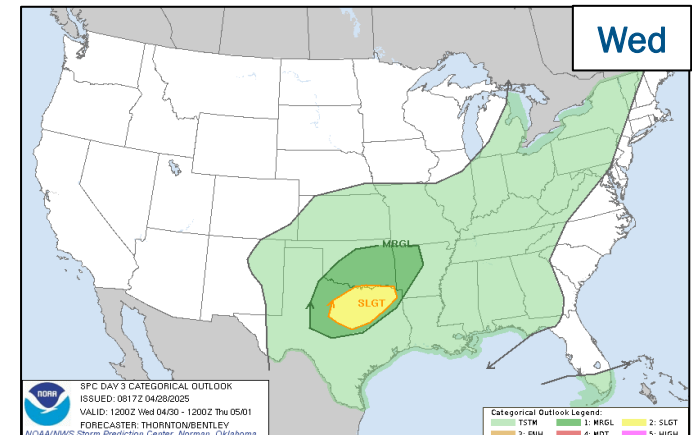 Wed
MRGL
SLGT
NOAA
SPC DAY 3 CATEGORICAL OUTLOOK
ISSUED: 0817Z 04/28/2025
VALID: 1200Z Wed 04/30 - 1200Z Thu 05/01
FORECASTER: THORNTON/BENTLEY
NOAA/NWS Storm Prediction Center, Norman, Oklahoma
Categorical Outlook Legend:
TSTM 1: MRGL 2: SLGT
3: ENH 4: MDT 5: HIGH